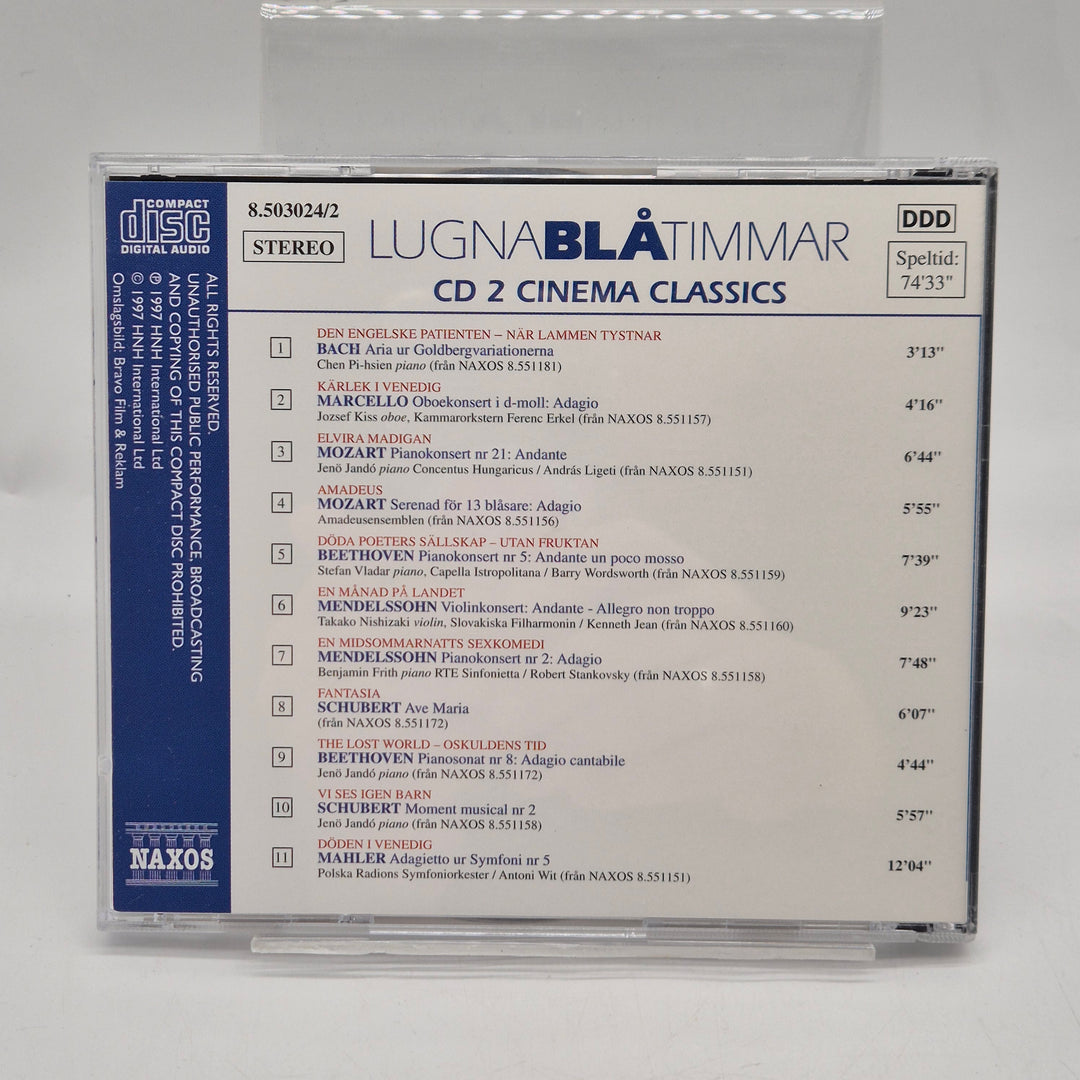 COMPACT
disc
DIGITAL AUDIO
ALL RIGHTS RESERVED.
UNAUTHORISED PUBLIC PERFORMANCE, BROADCASTING
AND COPYING OF THIS COMPACT DISC PROHIBITED.
℗ 1997 HNH International Ltd
© 1997 HNH International Ltd
Omslagsbild: Bravo Film & Reklam
NAXOS
8.503024/2
STEREO
LUGNABLÅTIMMAR
CD 2 CINEMA CLASSICS
DDD
Speltid:
74'33"
DEN ENGELSKE PATIENTEN – NÄR LAMMEN TYSTNAR
1 BACH Aria ur Goldbergvariationerna 3'13"
Chen Pi-hsien piano (från NAXOS 8.551181)
KÄRLEK I VENEDIG
2 MARCELLO Oboekonsert i d-moll: Adagio 4'16"
Jozsef Kiss oboe, Kammarorkstern Ferenc Erkel (från NAXOS 8.551157)
ELVIRA MADIGAN
3 MOZART Pianokonsert nr 21: Andante 6'44"
Jenö Jandó piano Concentus Hungaricus / András Ligeti (från NAXOS 8.551151)
AMADEUS
4 MOZART Serenad för 13 blåsare: Adagio 5'55"
Amadeusensemblen (från NAXOS 8.551156)
DÖDA POETERS SÄLLSKAP – UTAN FRUKTAN
5 BEETHOVEN Pianokonsert nr 5: Andante un poco mosso 7'39"
Stefan Vladar piano, Capella Istropolitana / Barry Wordsworth (från NAXOS 8.551159)
EN MÅNAD PÅ LANDET
6 MENDELSSOHN Violinkonsert: Andante - Allegro non troppo 9'23"
Takako Nishizaki violin, Slovakiska Filharmonin / Kenneth Jean (från NAXOS 8.551160)
EN MIDSOMMARNATTS SEXKOMEDI
7 MENDELSSOHN Pianokonsert nr 2: Adagio 7'48"
Benjamin Frith piano RTE Sinfonietta / Robert Stankovsky (från NAXOS 8.551158)
FANTASIA
8 SCHUBERT Ave Maria 6'07"
(från NAXOS 8.551172)
THE LOST WORLD – OSKULDENS TID
9 BEETHOVEN Pianosonat nr 8: Adagio cantabile 4'44"
Jenö Jandó piano (från NAXOS 8.551172)
VI SES IGEN BARN
10 SCHUBERT Moment musical nr 2 5'57"
Jenö Jandó piano (från NAXOS 8.551158)
DÖDEN I VENEDIG
11 MAHLER Adagietto ur Symfoni nr 5 12'04"
Polska Radions Symfoniorkester / Antoni Wit (från NAXOS 8.551151)